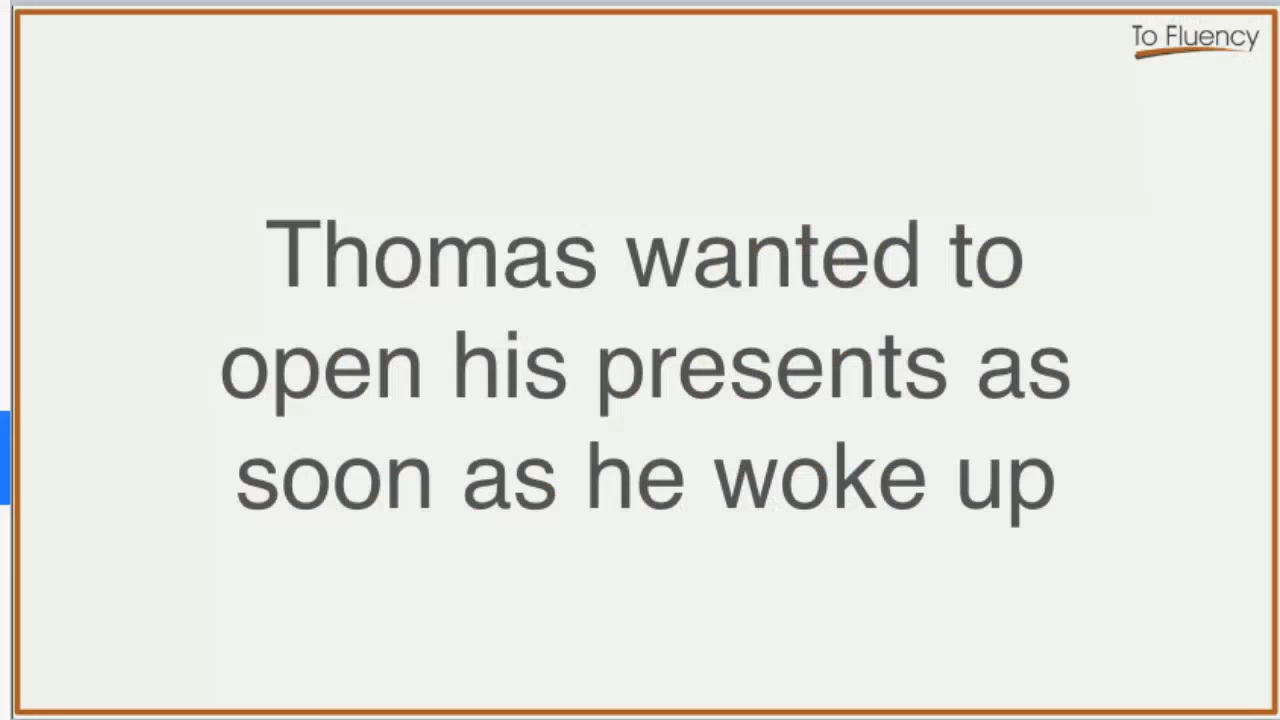 To Fluency
Thomas wanted to
open his presents as
soon as he woke up